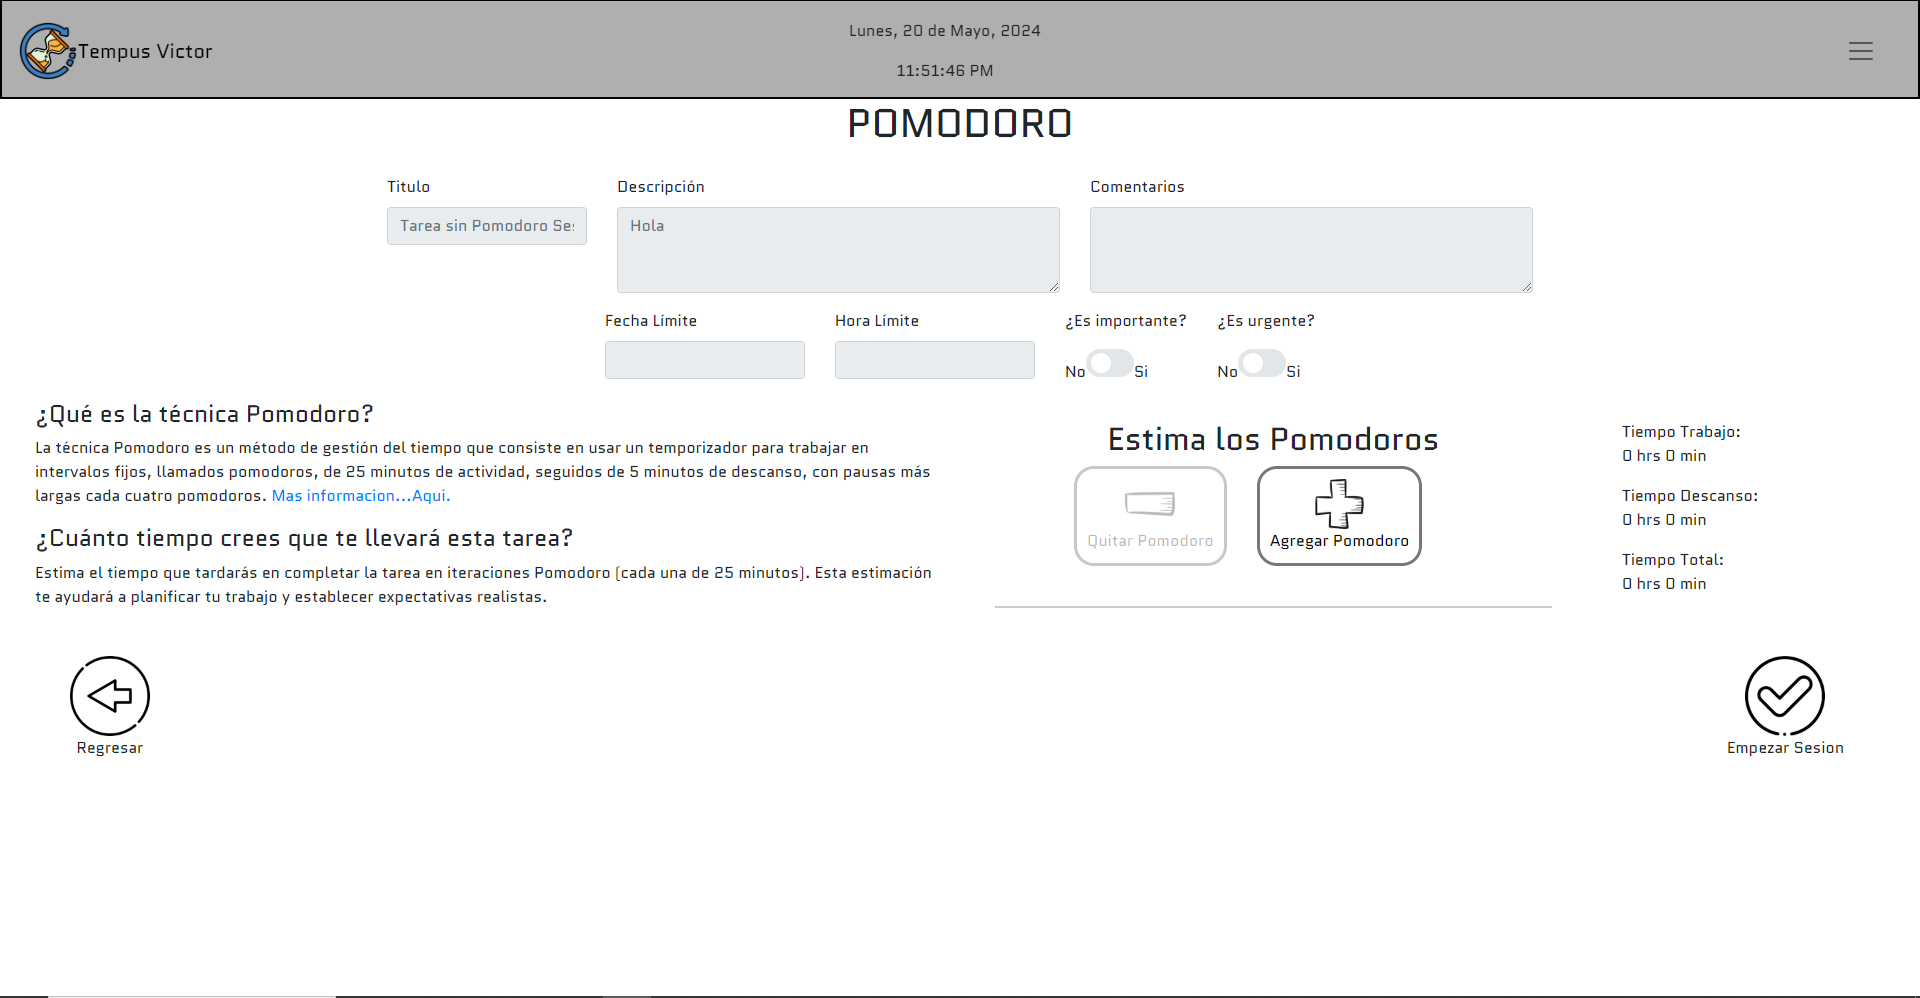 Tempus Victor
Lunes, 20 de Mayo, 2024
11:51:46 PM
POMODORO
Titulo
Tarea sin Pomodoro Ses
Descripción
Hola
Comentarios
Fecha Límite
Hora Límite
¿Es importante?
No Si
¿Es urgente?
No Si
¿Qué es la técnica Pomodoro?
La técnica Pomodoro es un método de gestión del tiempo que consiste en usar un temporizador para trabajar en
intervalos fijos, llamados pomodoros, de 25 minutos de actividad, seguidos de 5 minutos de descanso, con pausas más
largas cada cuatro pomodoros. Mas informacion...Aqui.
¿Cuánto tiempo crees que te llevará esta tarea?
Estima el tiempo que tardarás en completar la tarea en iteraciones Pomodoro (cada una de 25 minutos). Esta estimación
te ayudará a planificar tu trabajo y establecer expectativas realistas.
Estima los Pomodoros
Quitar Pomodoro
Agregar Pomodoro
Tiempo Trabajo:
0 hrs 0 min
Tiempo Descanso:
0 hrs 0 min
Tiempo Total:
0 hrs 0 min
Regresar
Empezar Sesion